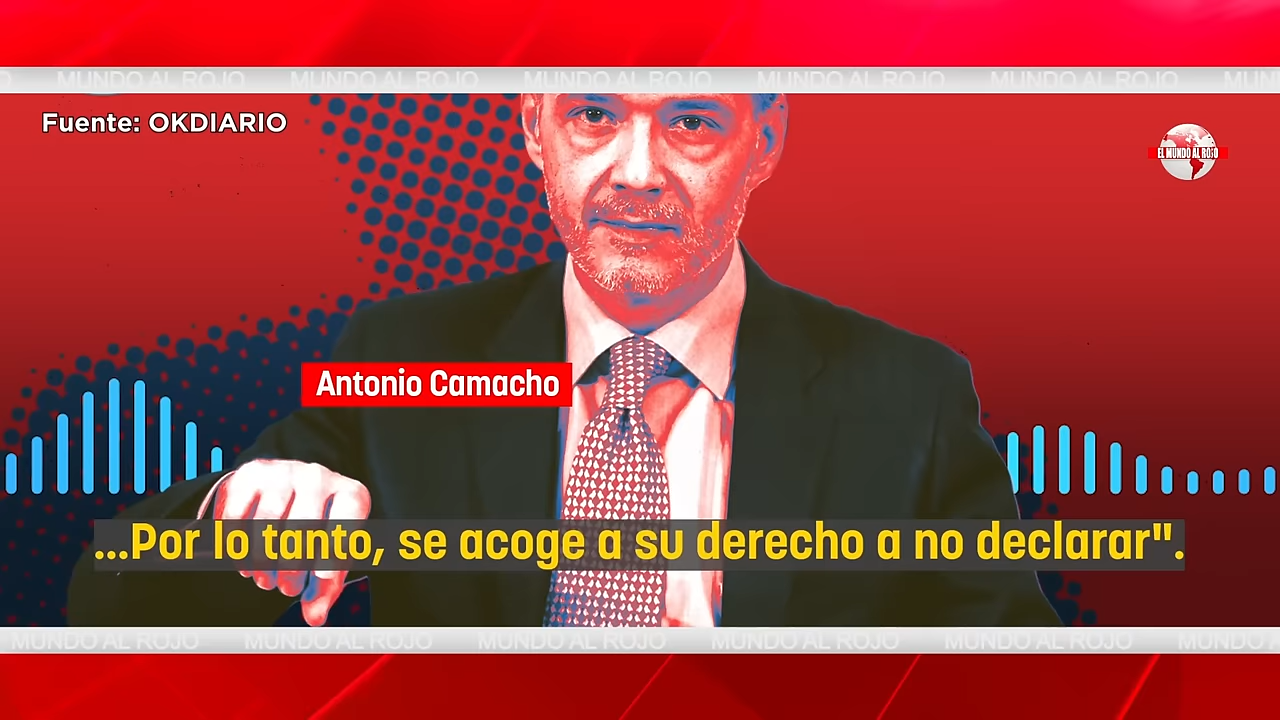 MUNDO AL ROJO MUNDO AL ROJO MUNDO AL ROJO MUNDO AL ROJO MUNDO AL ROJO MUN
Fuente: OKDIARIO
EL MUNDO AL ROJO
Antonio Camacho
...Por lo tanto, se acoge a su derecho a no declarar".
MUNDO AL ROJO MUNDO AL ROJO MUNDO AL ROJO MUNDO AL ROJO MUNDO AL ROJO MUNDO